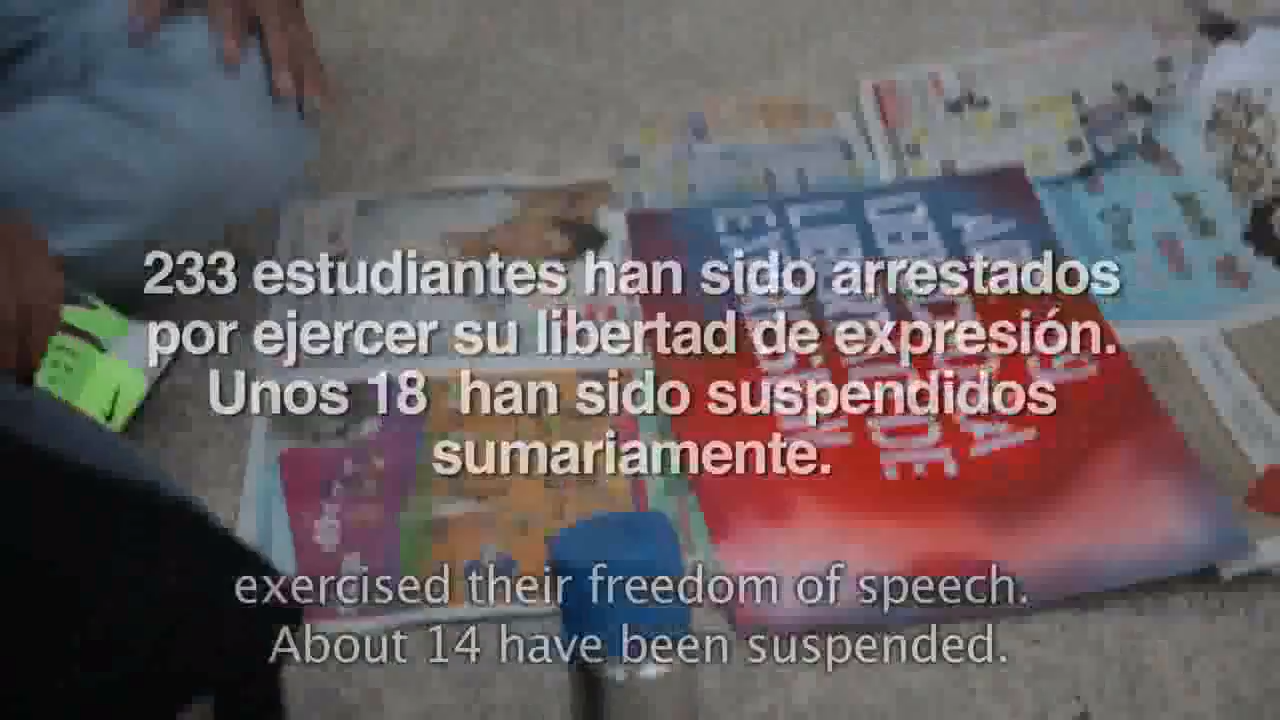 233 estudiantes han sido arrestados
por ejercer su libertad de expresión.
Unos 18 han sido suspendidos
sumariamente.
exercised their freedom of speech.
About 14 have been suspended.